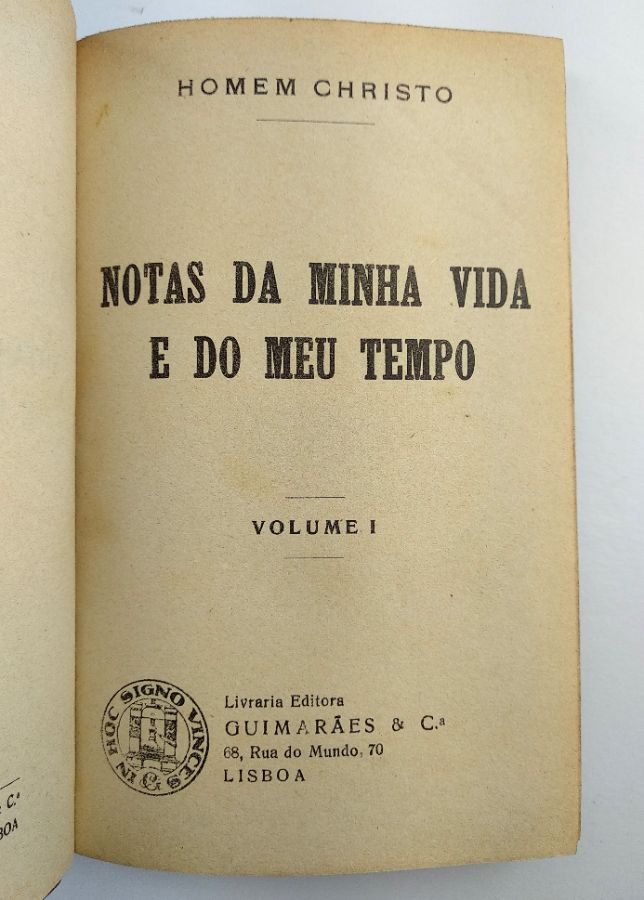 HOMEM CHRISTO
NOTAS DA MINHA VIDA
E DO MEU TEMPO
VOLUME I
IN HOC SIGNO VINCES
&
Livraria Editora
GUIMARÃES & C.ª
68, Rua do Mundo, 70
LISBOA
C.ª
BOA